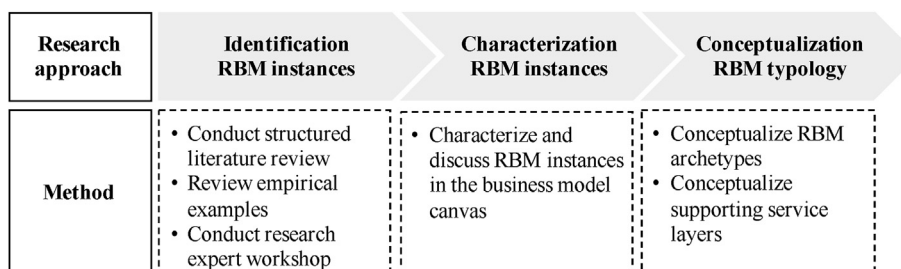 Research
approach
Identification
RBM instances
Characterization
RBM instances
Conceptualization
RBM typology
Method
• Conduct structured
literature review
• Review empirical
examples
• Conduct research
expert workshop
• Characterize and
discuss RBM instances
in the business model
canvas
• Conceptualize RBM
archetypes
• Conceptualize
supporting service
layers